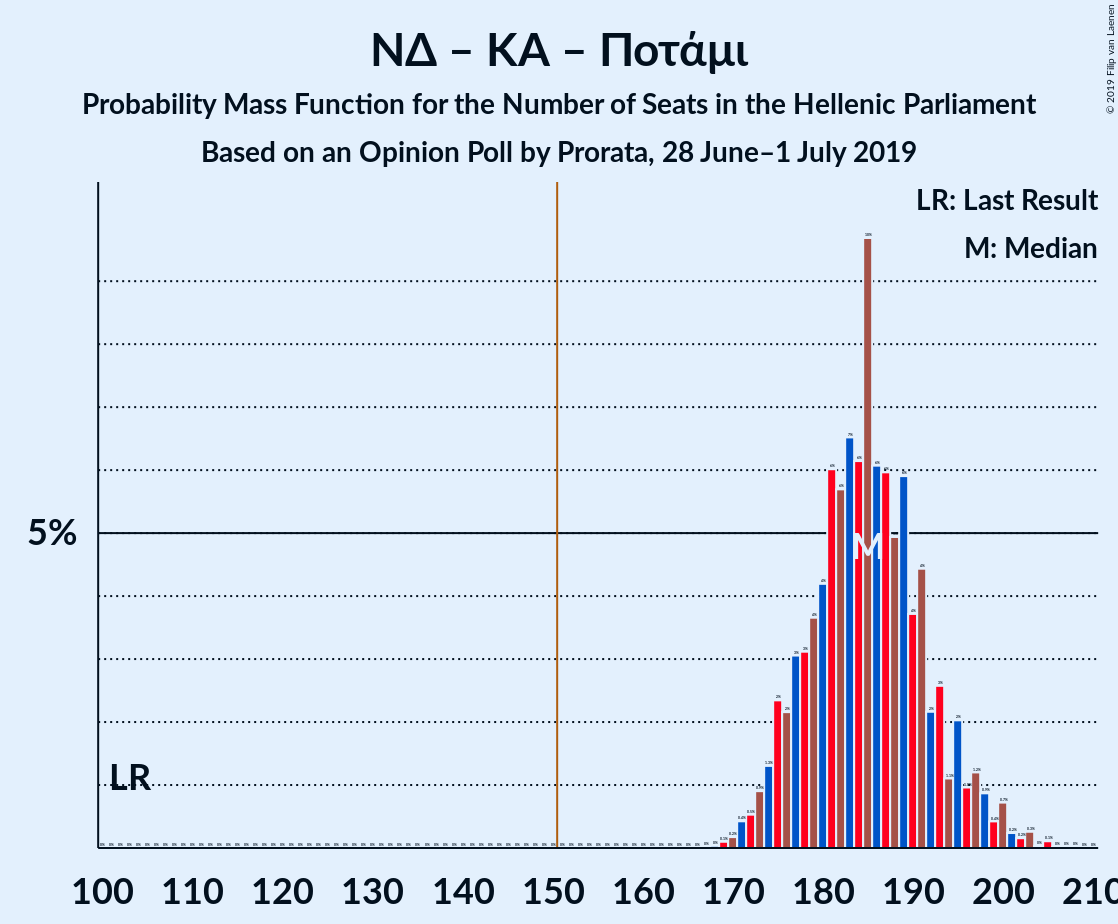 ΝΔ – ΚΑ – Ποτάμι
Probability Mass Function for the Number of Seats in the Hellenic Parliament
Based on an Opinion Poll by Prorata, 28 June–1 July 2019
© 2019 Filip van Laenen
LR: Last Result
M: Median
5%
LR
M
100 110 120 130 140 150 160 170 180 190 200 210